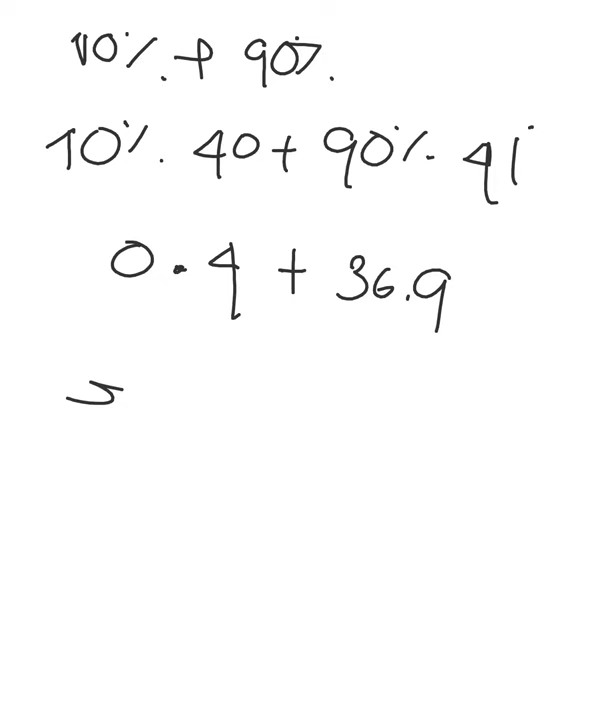 10% + 90%.
10% . 40 + 90% . 41
0.4 + 36.9